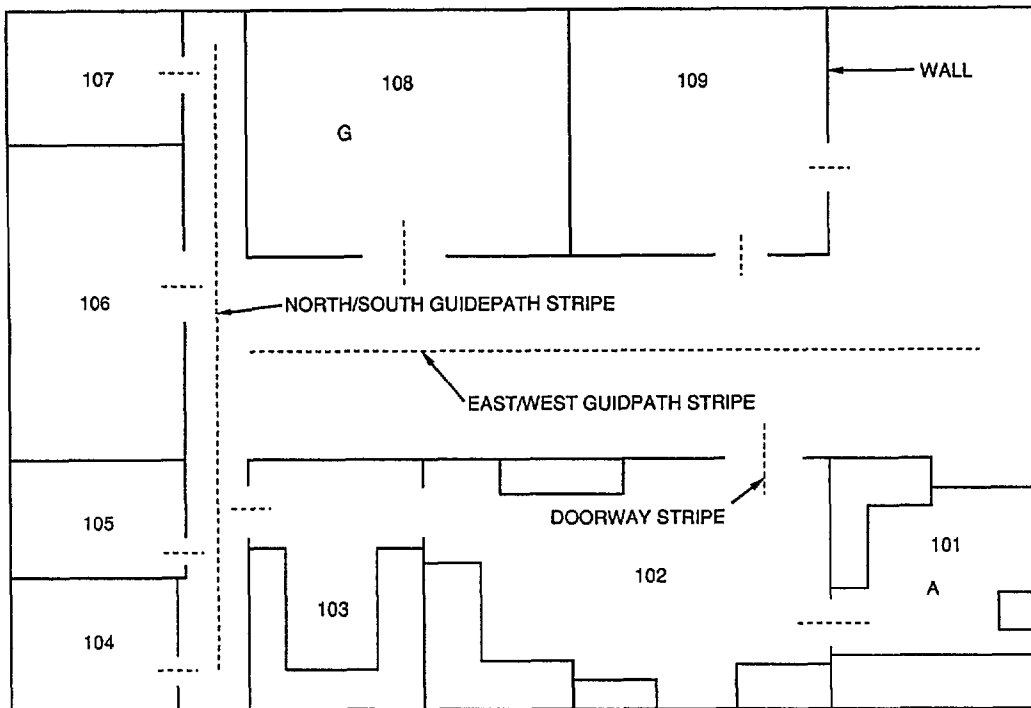 107
108
109
WALL
G
106
NORTH/SOUTH GUIDEPATH STRIPE
EAST/WEST GUIDPATH STRIPE
105
DOORWAY STRIPE
101
102
A
103
104